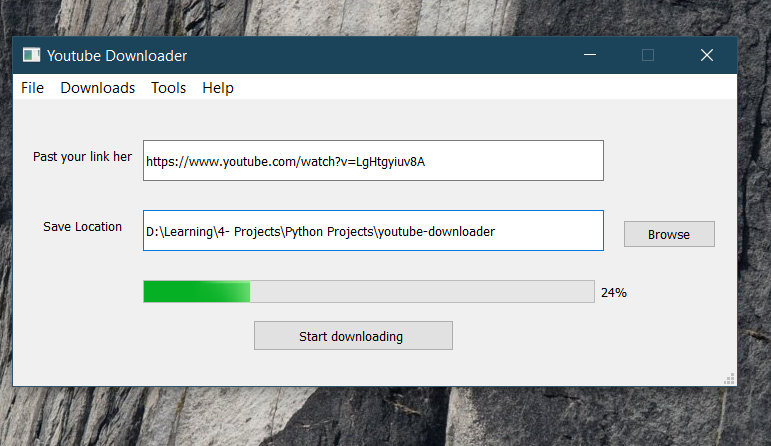 Youtube Downloader
File Downloads Tools Help
Past your link her
https://www.youtube.com/watch?v=LgHtgyiuv8A
Save Location
D:\Learning\4- Projects\Python Projects\youtube-downloader
Browse
24%
Start downloading